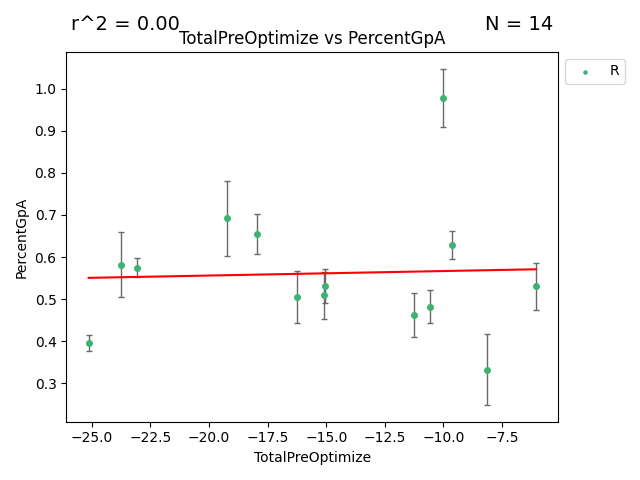 r^2 = 0.00
N = 14
TotalPreOptimize vs PercentGpA
R
1.0
0.9
0.8
0.7
0.6
0.5
0.4
0.3
PercentGpA
−25.0 −22.5 −20.0 −17.5 −15.0 −12.5 −10.0 −7.5
TotalPreOptimize